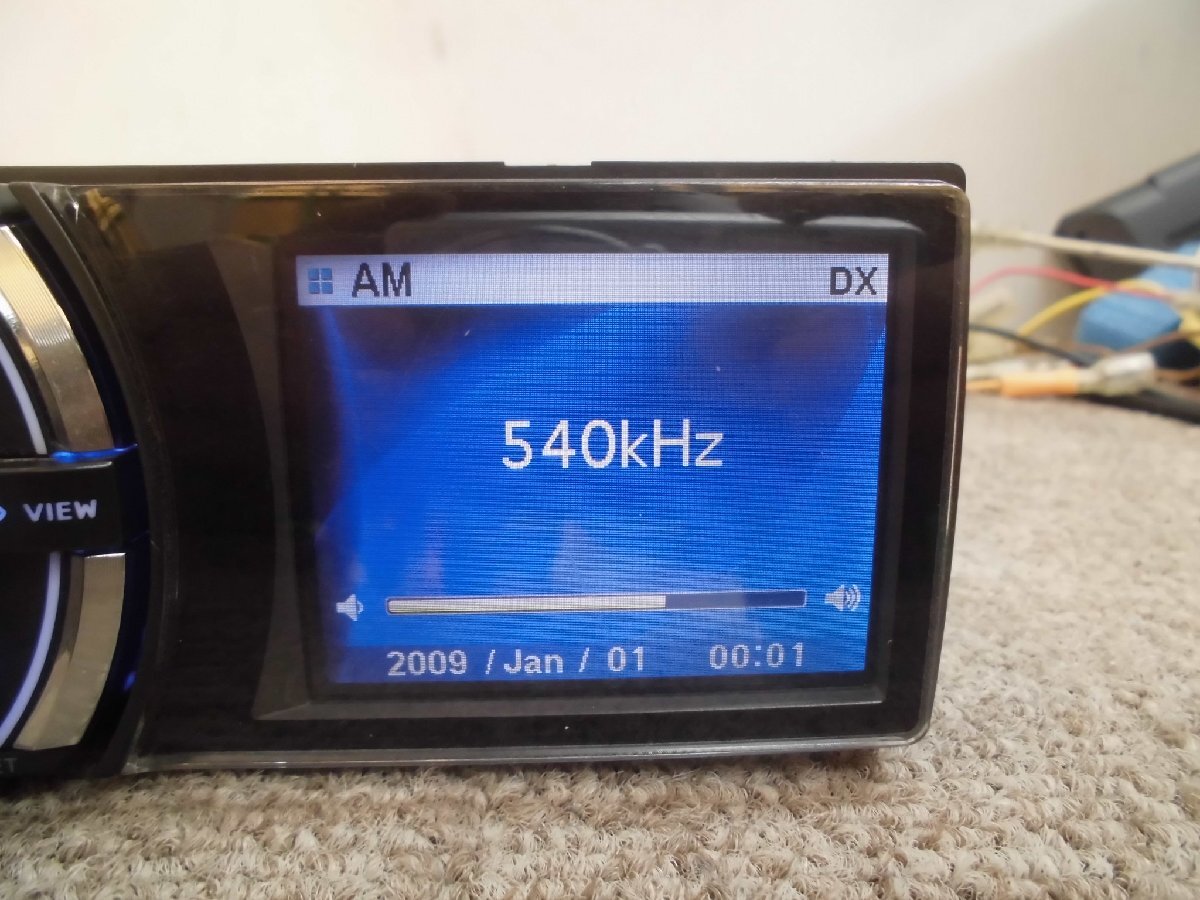 AM DX
540kHz
VIEW
2009 / Jan / 01 00:01